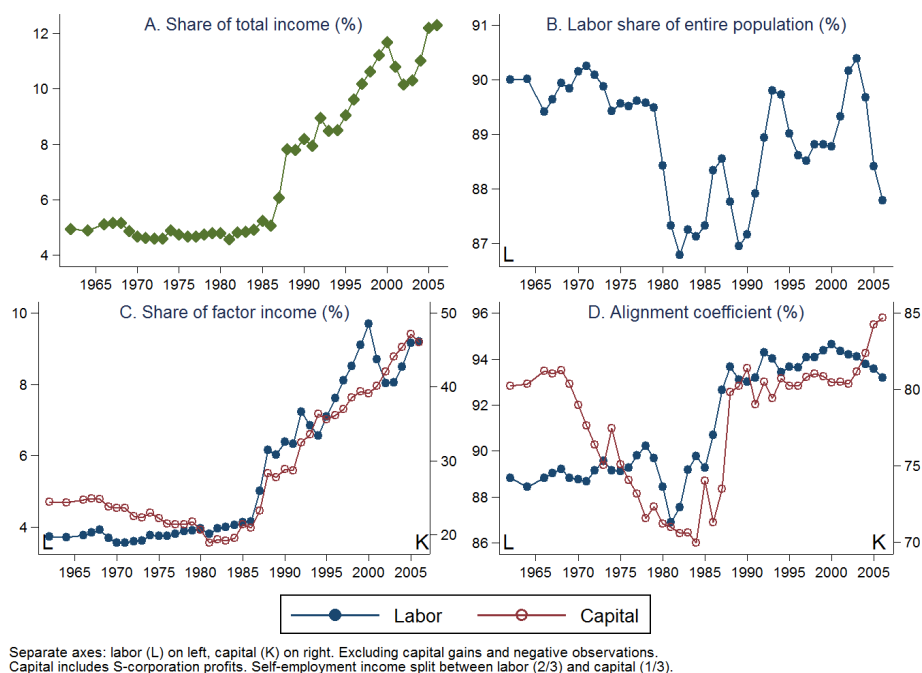 A. Share of total income (%)
12
10
8
6
4
1965 1970 1975 1980 1985 1990 1995 2000 2005
B. Labor share of entire population (%)
91
90
89
88
87
L
1965 1970 1975 1980 1985 1990 1995 2000 2005
C. Share of factor income (%)
10
8
6
4
50
40
30
20
L
K
1965 1970 1975 1980 1985 1990 1995 2000 2005
D. Alignment coefficient (%)
96
94
92
90
88
86
85
80
75
70
L
K
1965 1970 1975 1980 1985 1990 1995 2000 2005
Labor Capital
Separate axes: labor (L) on left, capital (K) on right. Excluding capital gains and negative observations.
Capital includes S-corporation profits. Self-employment income split between labor (2/3) and capital (1/3).